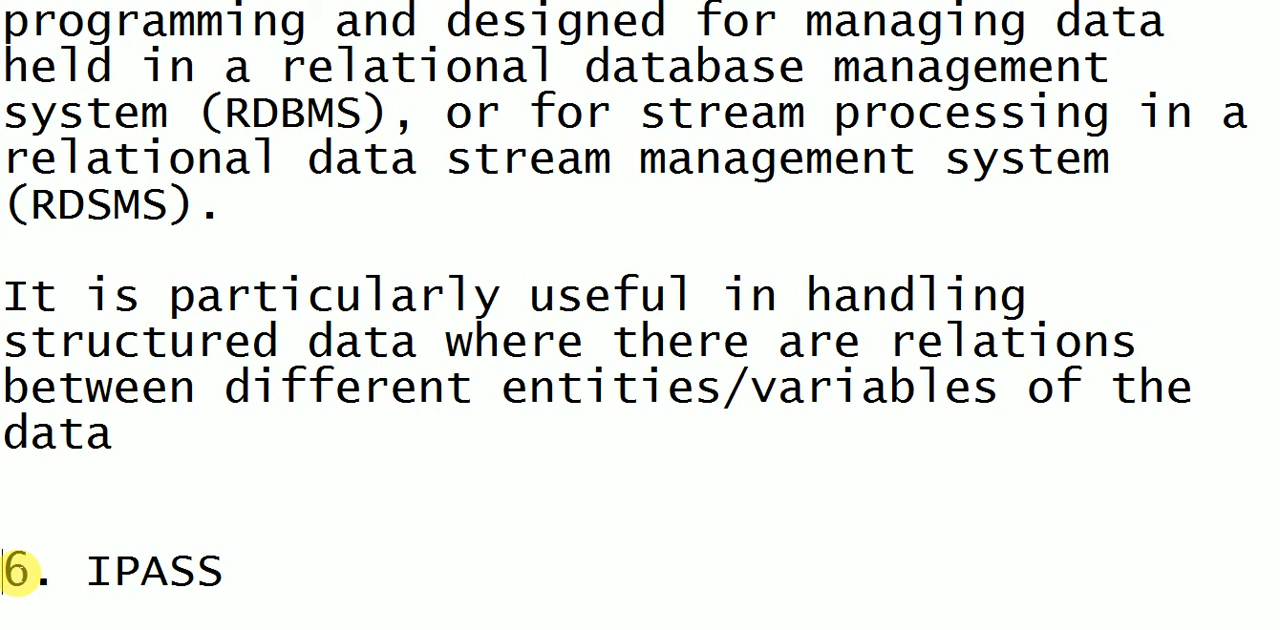 programming and designed for managing data
held in a relational database management
system (RDBMS), or for stream processing in a
relational data stream management system
(RDSMS).
It is particularly useful in handling
structured data where there are relations
between different entities/variables of the
data
6. IPASS